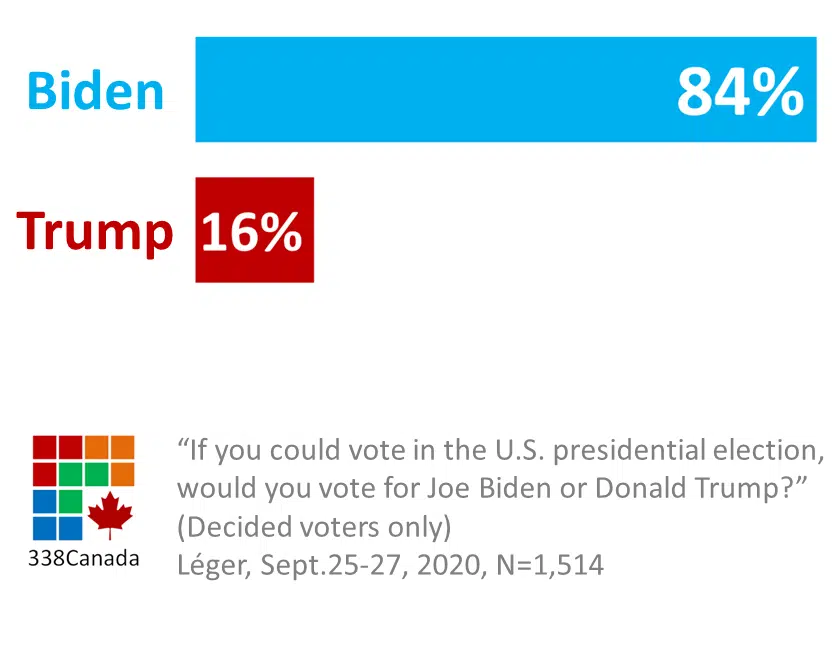 Biden 84%
Trump 16%
“If you could vote in the U.S. presidential election,
would you vote for Joe Biden or Donald Trump?”
(Decided voters only)
Léger, Sept.25-27, 2020, N=1,514
338Canada